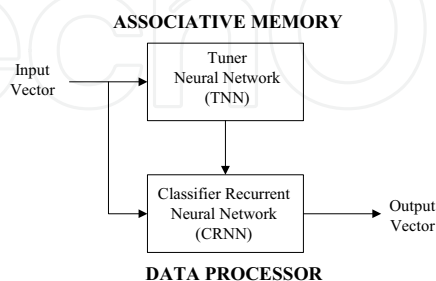 ASSOCIATIVE MEMORY
Tuner
Neural Network
(TNN)
Input
Vector
Classifier Recurrent
Neural Network
(CRNN)
Output
Vector
DATA PROCESSOR